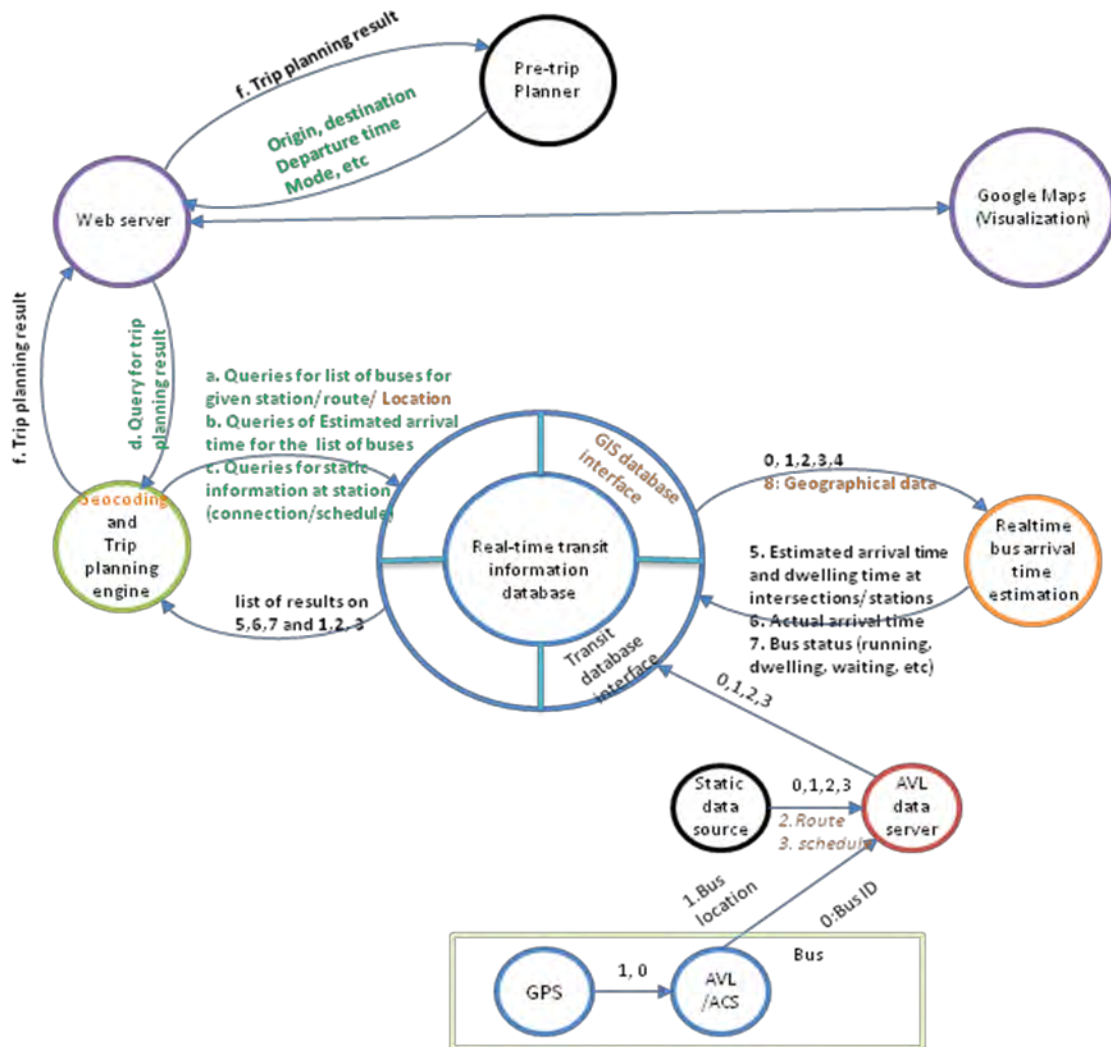 f. Trip planning result
Pre-trip
Planner
Origin, destination
Departure time
Mode, etc
Web server
Google Maps
(Visualization)
f. Trip planning result
d. Query for trip
planning result
a. Queries for list of buses for
given station/route/ Location
b. Queries of Estimated arrival
time for the list of buses
c. Queries for static
information at station
(connection/schedule)
GIS database
interface
0, 1,2,3,4
8: Geographical data
Geocoding
and
Trip
planning
engine
Real-time transit
information
database
Realtime
bus arrival
time
estimation
5. Estimated arrival time
and dwelling time at
intersections/stations
6. Actual arrival time
7. Bus status (running,
dwelling, waiting, etc)
list of results on
5,6,7 and 1,2, 3
Transit
database
interface
0,1,2,3
Static
data
source
0,1,2,3
2.Route
3. schedule
AVL
data
server
1.Bus
location
0:Bus ID
Bus
GPS
1, 0
AVL
/ACS